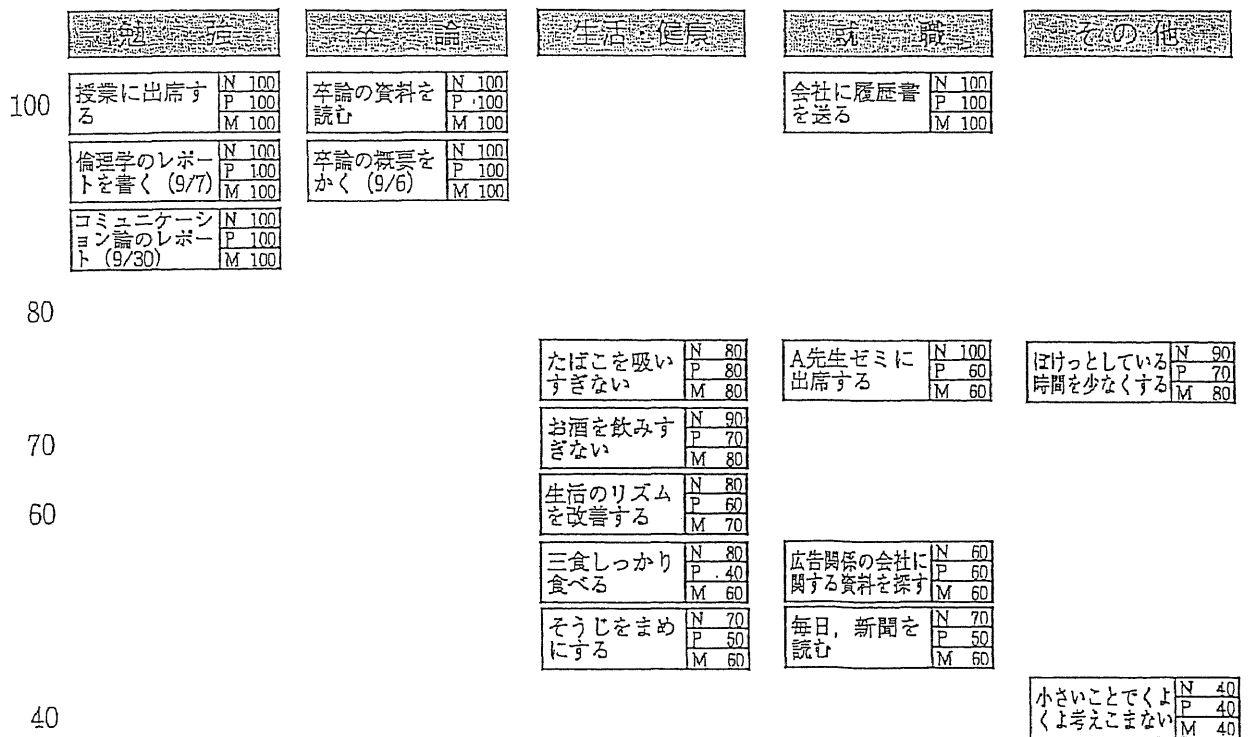 勉 強
卒 論
生活・健康
就 職
その他
100
授業に出席す
る
N 100
P 100
M 100
卒論の資料を
読む
N 100
P 100
M 100
会社に履歴書
を送る
N 100
P 100
M 100
倫理学のレポー
トを書く (9/7)
N 100
P 100
M 100
卒論の概要を
かく (9/6)
N 100
P 100
M 100
コミュニケーシ
ョン論のレポー
ト (9/30)
N 100
P 100
M 100
80
たばこを吸い
すぎない
N 80
P 80
M 80
A先生ゼミに
出席する
N 100
P 60
M 60
ぼけっとしている
時間を少なくする
N 90
P 70
M 80
70
お酒を飲みす
ぎない
N 90
P 70
M 80
60
生活のリズム
を改善する
N 80
P 60
M 70
三食しっかり
食べる
N 80
P 40
M 60
広告関係の会社に
関する資料を探す
N 60
P 60
M 60
そうじをまめ
にする
N 70
P 50
M 60
毎日，新聞を
読む
N 70
P 50
M 60
40
小さいことでくよ
くよ考えこまない
N 40
P 40
M 40